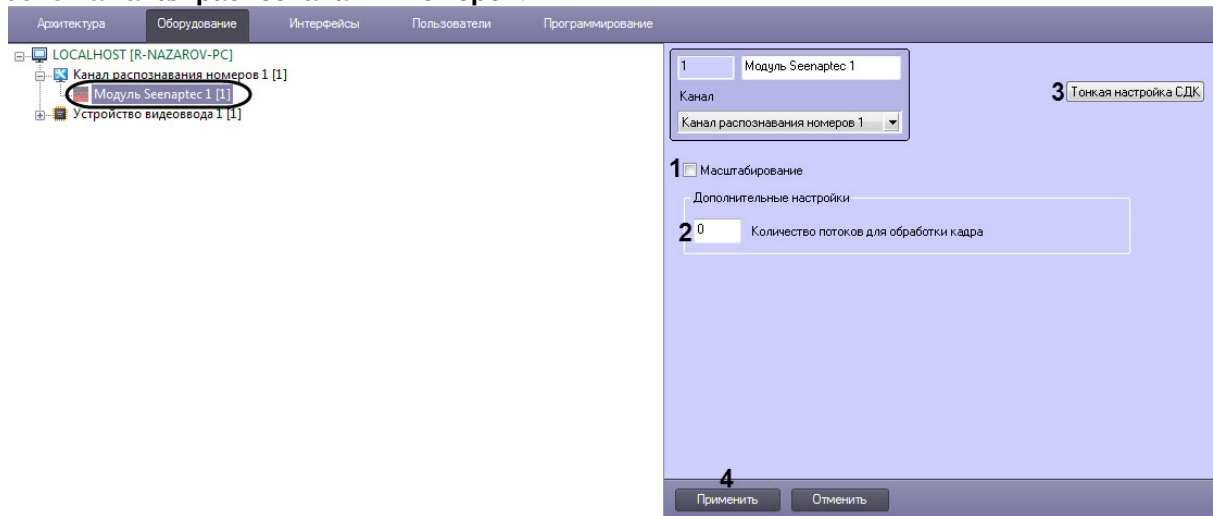 Архитектура Оборудование Интерфейсы Пользователи Программирование
LOCALHOST [R-NAZAROV-PC]
Канал распознавания номеров 1 [1]
Модуль Seenaptec 1 [1]
Устройство видеоввода 1 [1]
1 Модуль Seenaptec 1
Канал
Канал распознавания номеров 1
3 Тонкая настройка СДК
1 Масштабирование
Дополнительные настройки
2 0 Количество потоков для обработки кадра
4
Применить Отменить